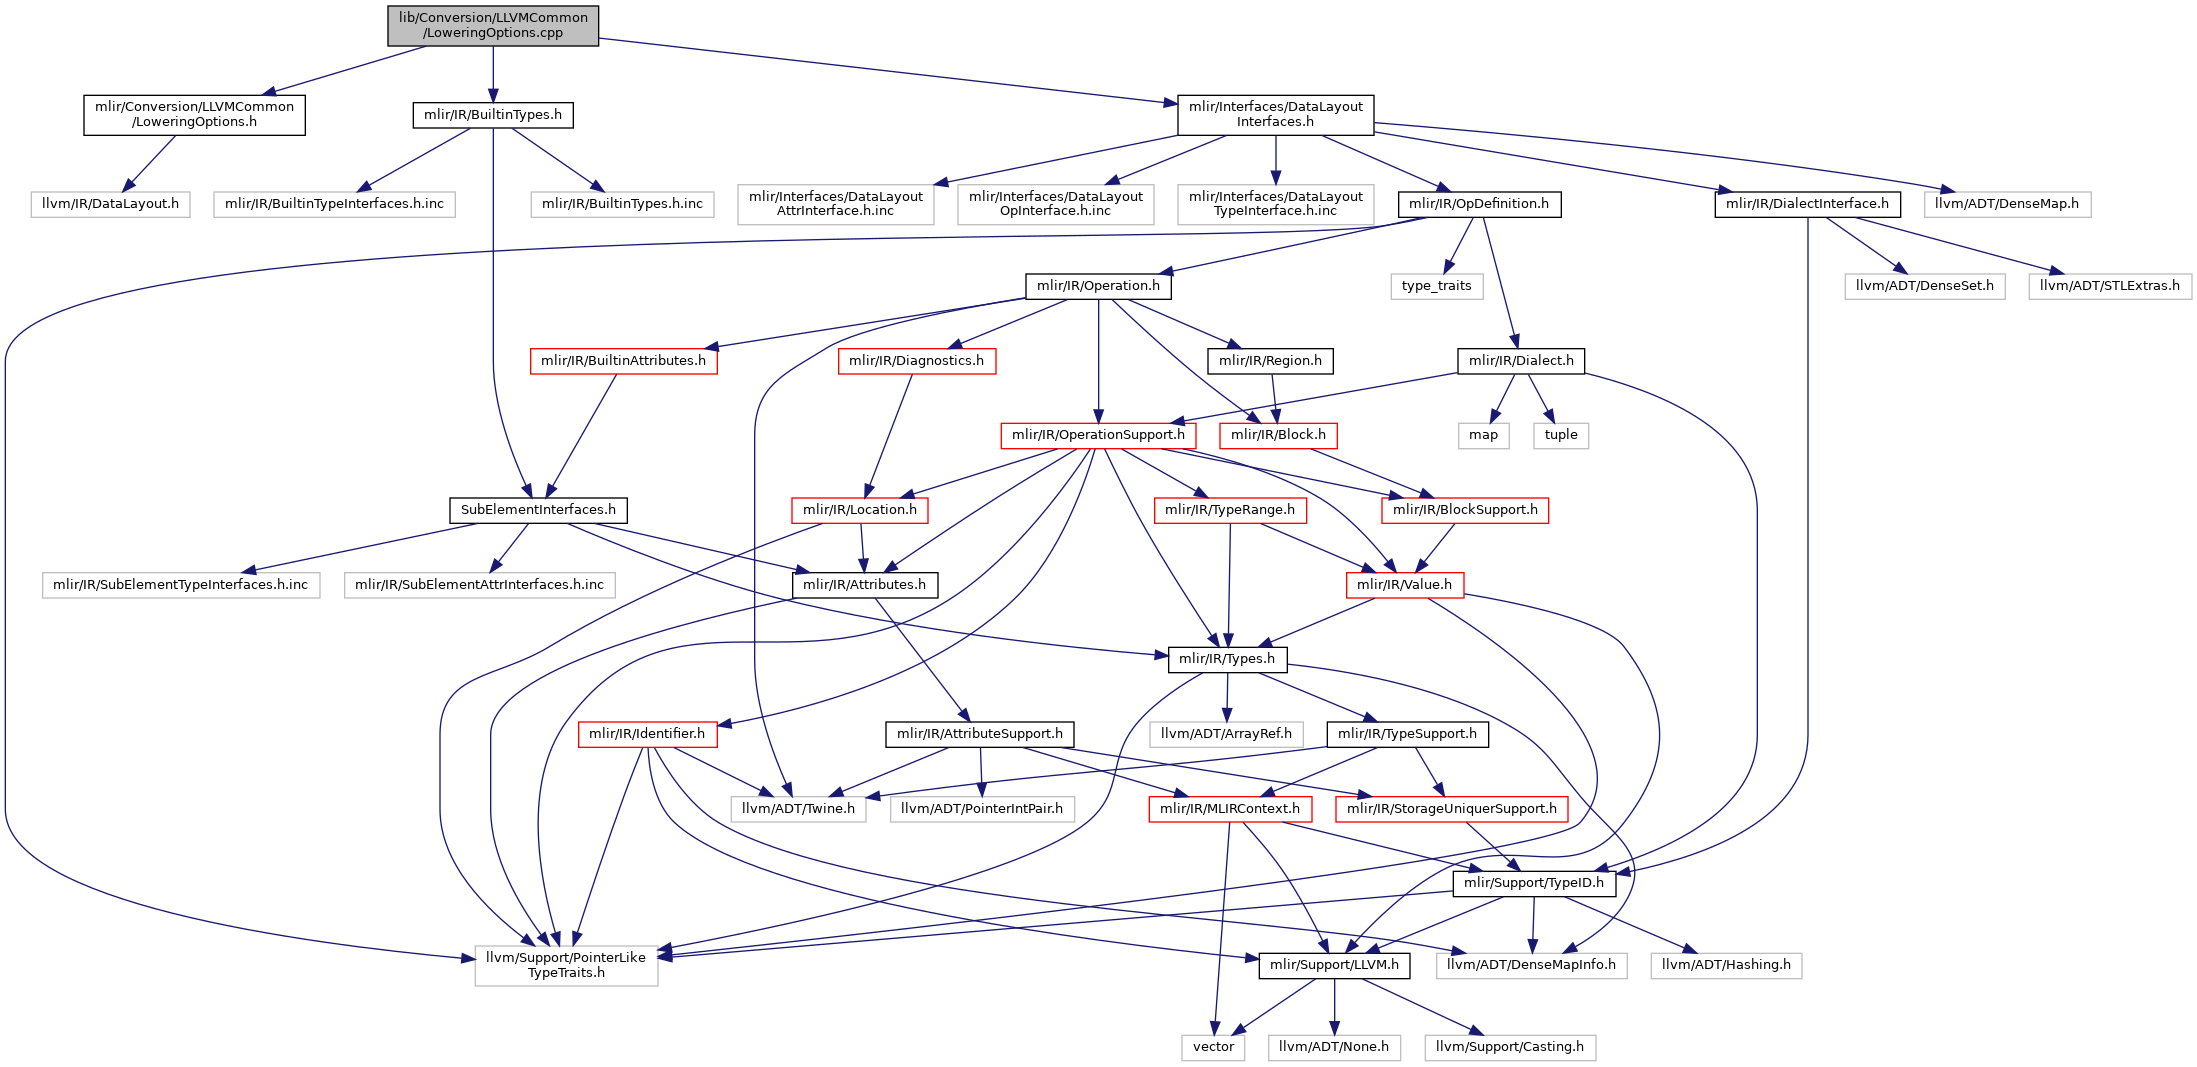 lib/Conversion/LLVMCommon
/LoweringOptions.cpp
mlir/Conversion/LLVMCommon
/LoweringOptions.h
mlir/IR/BuiltinTypes.h
mlir/Interfaces/DataLayout
Interfaces.h
llvm/IR/DataLayout.h
mlir/IR/BuiltinTypeInterfaces.h.inc
mlir/IR/BuiltinTypes.h.inc
mlir/Interfaces/DataLayout
AttrInterface.h.inc
mlir/Interfaces/DataLayout
OpInterface.h.inc
mlir/Interfaces/DataLayout
TypeInterface.h.inc
mlir/IR/OpDefinition.h
mlir/IR/DialectInterface.h
llvm/ADT/DenseMap.h
mlir/IR/Operation.h
type_traits
llvm/ADT/DenseSet.h
llvm/ADT/STLExtras.h
mlir/IR/BuiltinAttributes.h
mlir/IR/Diagnostics.h
mlir/IR/Region.h
mlir/IR/Dialect.h
mlir/IR/OperationSupport.h
mlir/IR/Block.h
map
tuple
SubElementInterfaces.h
mlir/IR/Location.h
mlir/IR/TypeRange.h
mlir/IR/BlockSupport.h
mlir/IR/SubElementTypeInterfaces.h.inc
mlir/IR/SubElementAttrInterfaces.h.inc
mlir/IR/Attributes.h
mlir/IR/Value.h
mlir/IR/Types.h
mlir/IR/Identifier.h
mlir/IR/AttributeSupport.h
llvm/ADT/ArrayRef.h
mlir/IR/TypeSupport.h
llvm/ADT/Twine.h
llvm/ADT/PointerIntPair.h
mlir/IR/MLIRContext.h
mlir/IR/StorageUniquerSupport.h
mlir/Support/TypeID.h
llvm/Support/PointerLike
TypeTraits.h
mlir/Support/LLVM.h
llvm/ADT/DenseMapInfo.h
llvm/ADT/Hashing.h
vector
llvm/ADT/None.h
llvm/Support/Casting.h